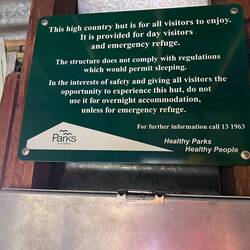 This high country hut is for all visitors to enjoy.
It is provided for day visitors
and emergency refuge.
The structure does not comply with regulations
which would permit sleeping.
In the interests of safety and giving all visitors the
opportunity to experience this hut, do not
use it for overnight accommodation,
unless for emergency refuge.
For further information call 13 1963
Parks
Healthy Parks
Healthy People